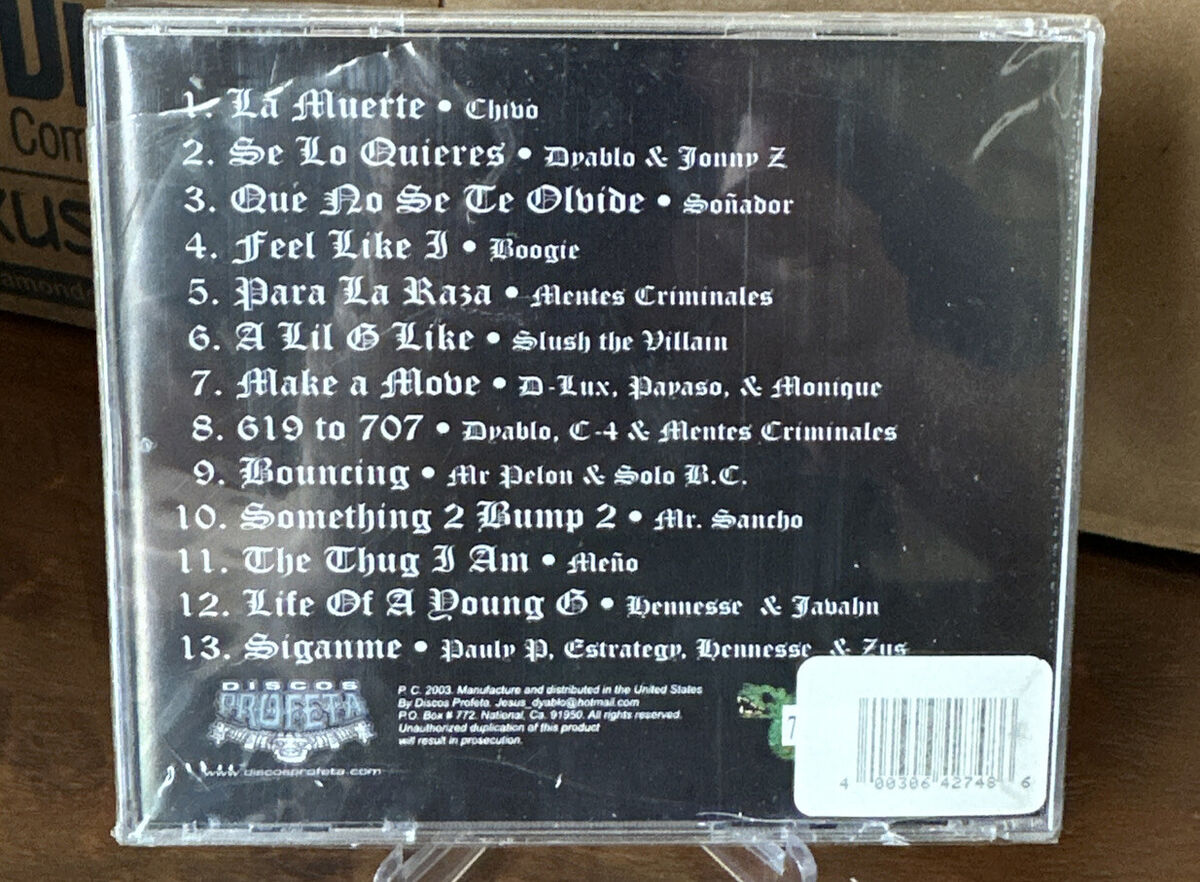 Com
1. La Muerte • Chivo
2. Se Lo Quieres • Dyablo & Jonny Z
3. Que No Se Te Olvide • Soñador
4. Feel Like I • Boogie
5. Para La Raza • Mentes Criminales
6. A Lil G Like • Slush the Villain
7. Make a Move • D-Lux, Payaso, & Monique
8. 619 to 707 • Dyablo, C-4 & Mentes Criminales
9. Bouncing • Mr Pelon & Solo B.C.
10. Something 2 Bump 2 • Mr. Sancho
11. The Thug I Am • Meño
12. Life Of A Young G • Hennesse & Javahn
13. Siganme • Pauly P, Estrategy, Hennesse & Zus
DISCOS
PROFETA
www.discosprofeta.com
P. C. 2003. Manufacture and distributed in the United States
By Discos Profeta. Jesus_dyablo@hotmail.com
P.O. Box # 772. National, Ca. 91950. All rights reserved.
Unauthorized duplication of this product
will result in prosecution.
7
4 00306 42748 6